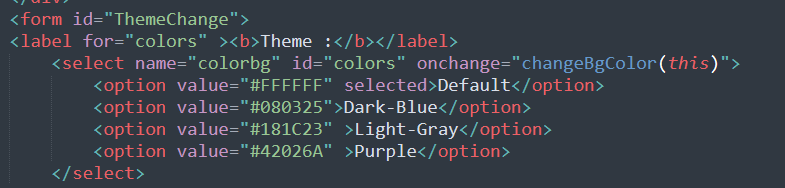 </div>
<form id="ThemeChange">
<label for="colors" ><b>Theme :</b></label>
<select name="colorbg" id="colors" onchange="changeBgColor(this)">
<option value="#FFFFFF" selected>Default</option>
<option value="#080325">Dark-Blue</option>
<option value="#181C23" >Light-Gray</option>
<option value="#42026A" >Purple</option>
</select>